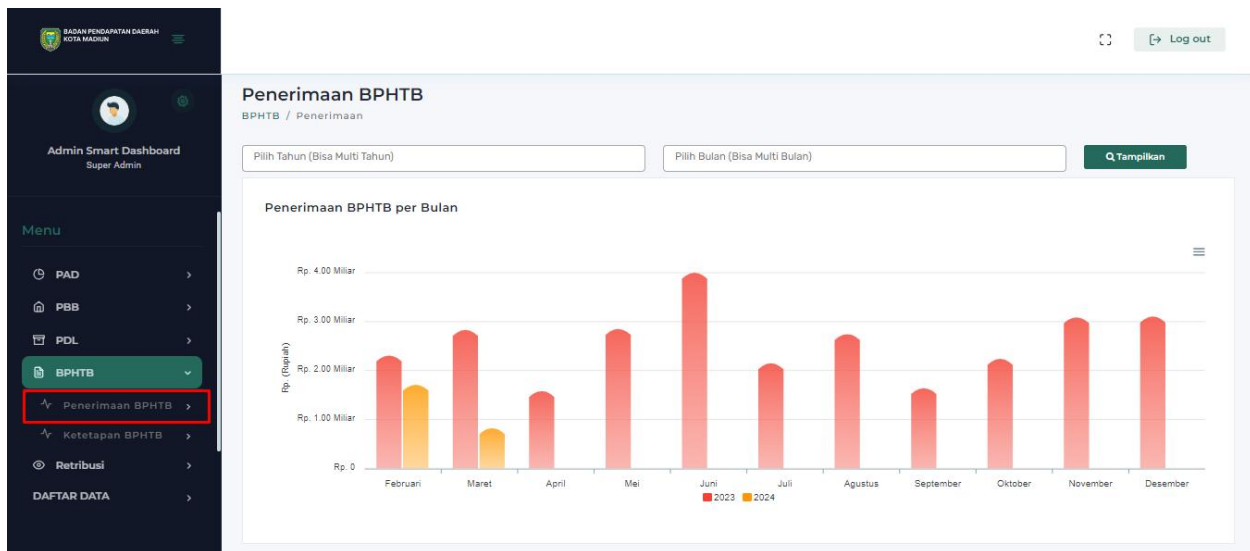 BADAN PENDAPATAN DAERAH
KOTA MADIUN
Log out
Admin Smart Dashboard
Super Admin
Menu
PAD
PBB
PDL
BPHTB
Penerimaan BPHTB
Ketetapan BPHTB
Retribusi
DAFTAR DATA
Penerimaan BPHTB
BPHTB / Penerimaan
Pilih Tahun (Bisa Multi Tahun)
Pilih Bulan (Bisa Multi Bulan)
Tampilkan
Penerimaan BPHTB per Bulan
Rp. (Rupiah)
Rp. 4.00 Miliar
Rp. 3.00 Miliar
Rp. 2.00 Miliar
Rp. 1.00 Miliar
Rp. 0
Februari Maret April Mei Juni Juli Agustus September Oktober November Desember
2023 2024